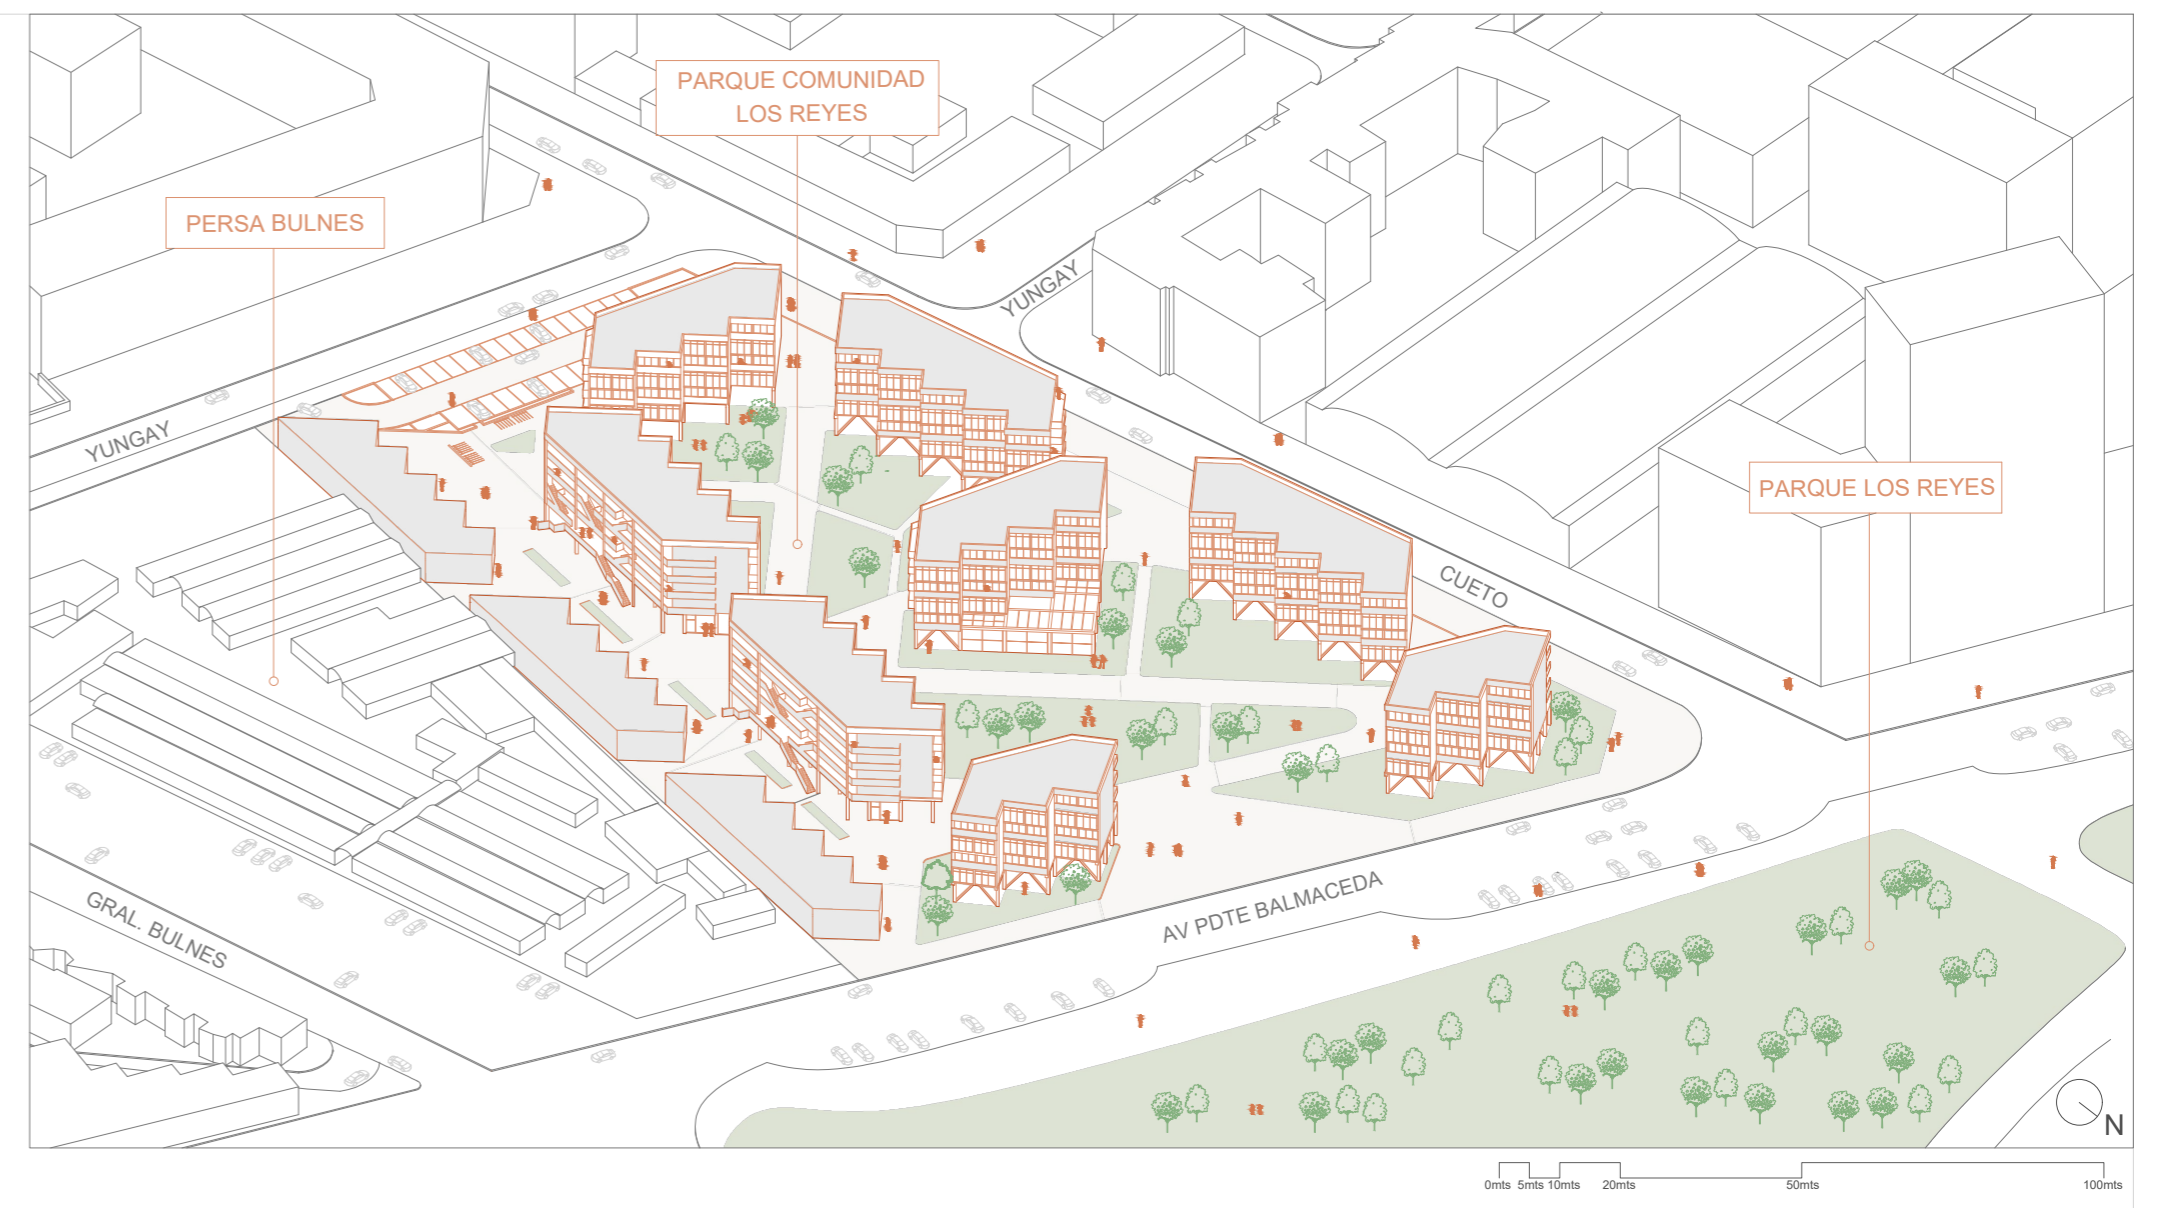 PARQUE COMUNIDAD
LOS REYES
PERSA BULNES
YUNGAY
YUNGAY
PARQUE LOS REYES
CUETO
AV PDTE BALMACEDA
GRAL. BULNES
N
0mts 5mts 10mts 20mts 50mts 100mts